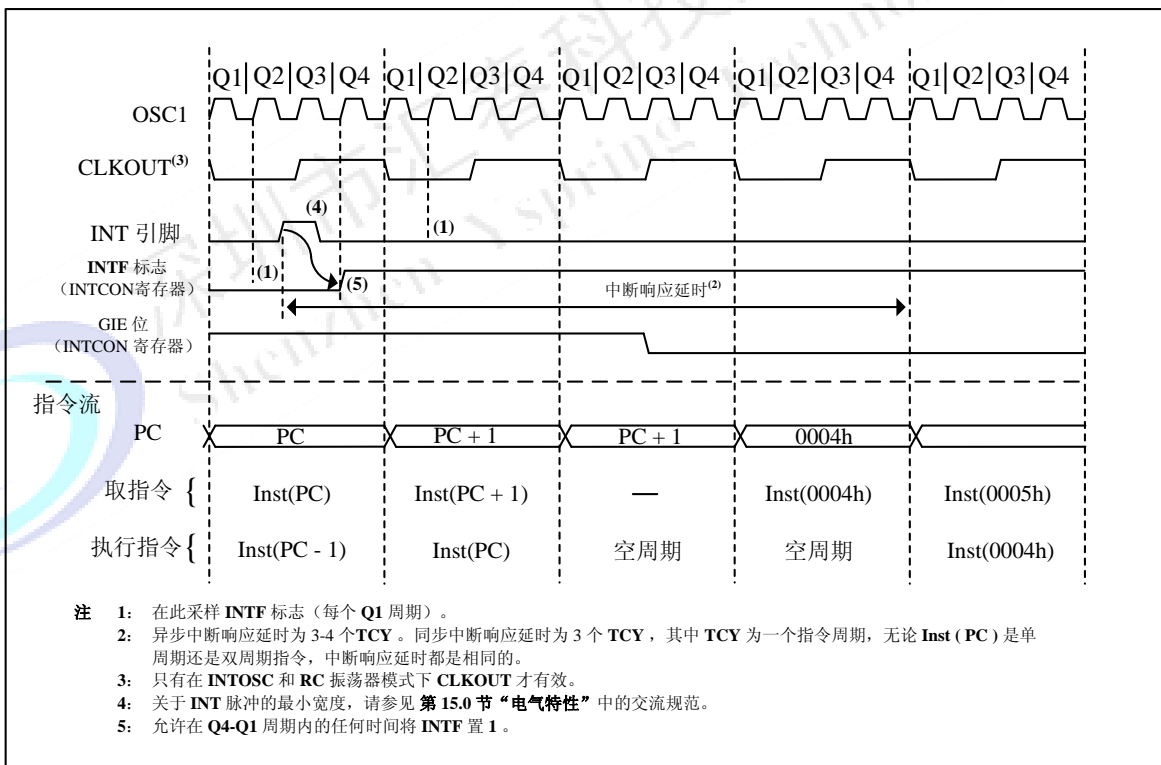 Q1 Q2 Q3 Q4 Q1 Q2 Q3 Q4 Q1 Q2 Q3 Q4 Q1 Q2 Q3 Q4 Q1 Q2 Q3 Q4
OSC1
CLKOUT(3)
(4)
INT 引脚
(1)
INTF 标志
(INTCON寄存器)
(1)
(5)
中断响应延时(2)
GIE 位
(INTCON 寄存器)
指令流
PC PC PC + 1 PC + 1 0004h
取指令 { Inst(PC) Inst(PC + 1) — Inst(0004h) Inst(0005h)
执行指令 { Inst(PC - 1) Inst(PC) 空周期 空周期 Inst(0004h)
注 1: 在此采样 INTF 标志(每个 Q1 周期)。
2: 异步中断响应延时为 3-4 个TCY 。同步中断响应延时为 3 个 TCY ,其中 TCY 为一个指令周期,无论 Inst ( PC ) 是单
周期还是双周期指令,中断响应延时都是相同的。
3: 只有在 INTOSC 和 RC 振荡器模式下 CLKOUT 才有效。
4: 关于 INT 脉冲的最小宽度,请参见 第 15.0 节“电气特性”中的交流规范。
5: 允许在 Q4-Q1 周期内的任何时间将 INTF 置 1 。
深圳市汇春科技
Shenzhen Yspring Techno